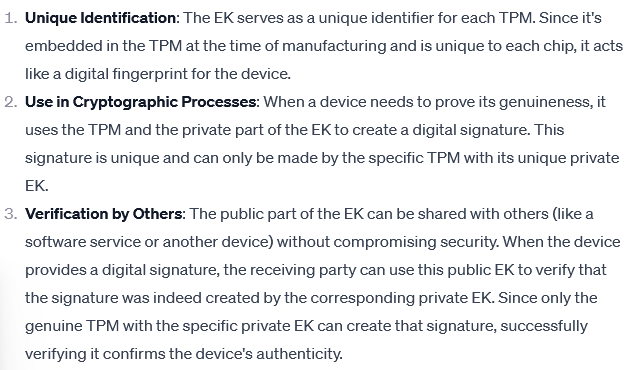 1. Unique Identification: The EK serves as a unique identifier for each TPM. Since it's
embedded in the TPM at the time of manufacturing and is unique to each chip, it acts
like a digital fingerprint for the device.
2. Use in Cryptographic Processes: When a device needs to prove its genuineness, it
uses the TPM and the private part of the EK to create a digital signature. This
signature is unique and can only be made by the specific TPM with its unique private
EK.
3. Verification by Others: The public part of the EK can be shared with others (like a
software service or another device) without compromising security. When the device
provides a digital signature, the receiving party can use this public EK to verify that
the signature was indeed created by the corresponding private EK. Since only the
genuine TPM with the specific private EK can create that signature, successfully
verifying it confirms the device's authenticity.